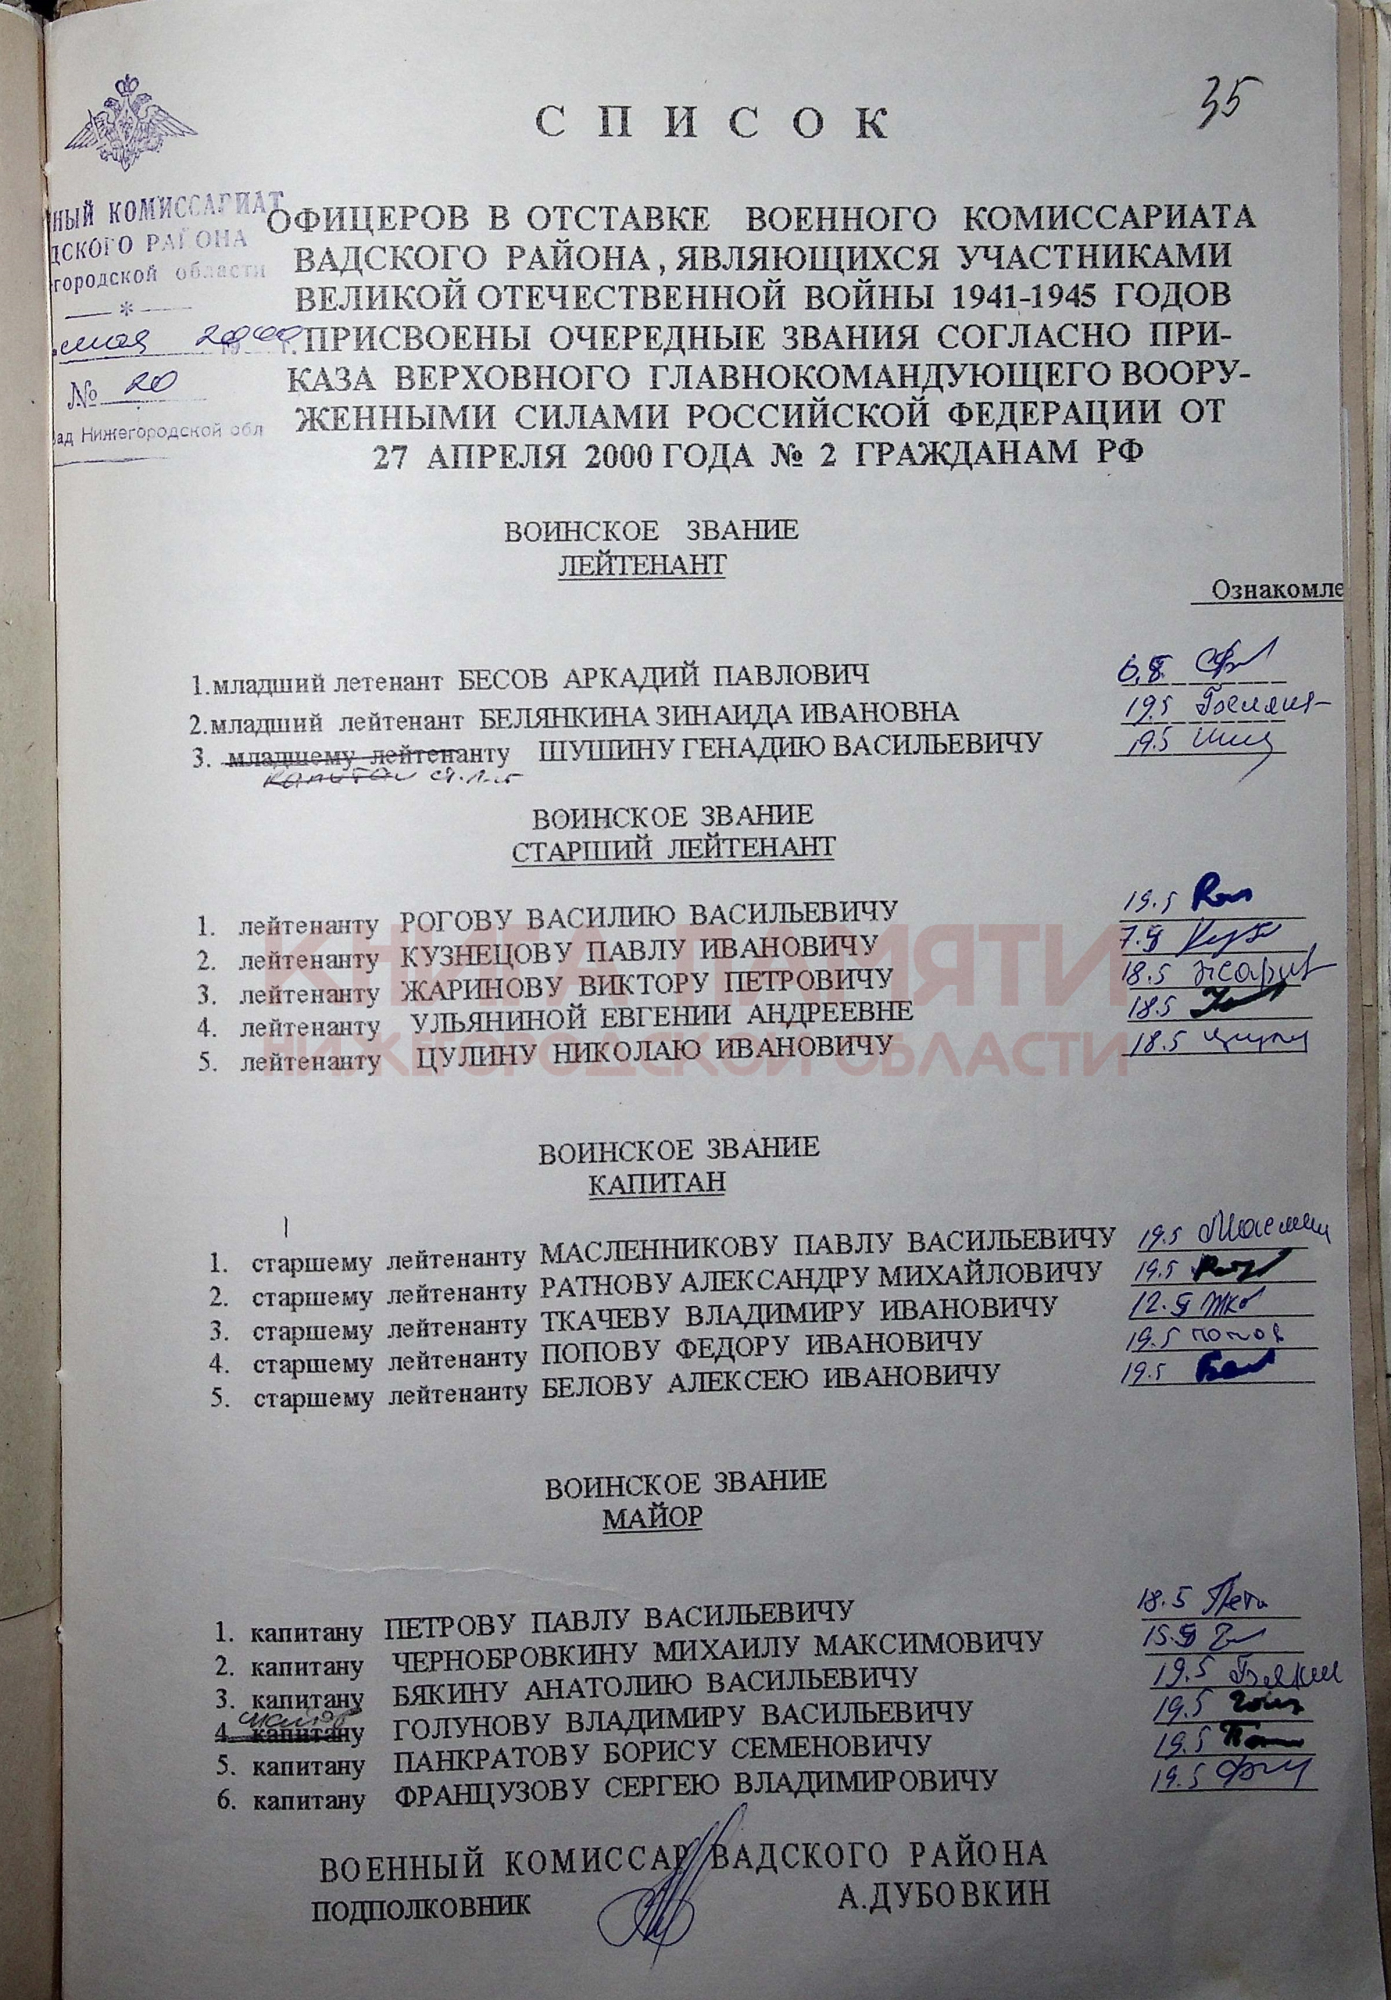 35
С П И С О К
НЫЙ КОМИССАРИАТ
ДСКОГО РАЙОНА
городской области
мая 2000 г.
№ 20
Вад Нижегородской обл
ОФИЦЕРОВ В ОТСТАВКЕ ВОЕННОГО КОМИССАРИАТА
ВАДСКОГО РАЙОНА, ЯВЛЯЮЩИХСЯ УЧАСТНИКАМИ
ВЕЛИКОЙ ОТЕЧЕСТВЕННОЙ ВОЙНЫ 1941-1945 ГОДОВ
ПРИСВОЕНЫ ОЧЕРЕДНЫЕ ЗВАНИЯ СОГЛАСНО ПРИ-
КАЗА ВЕРХОВНОГО ГЛАВНОКОМАНДУЮЩЕГО ВООРУ-
ЖЕННЫМИ СИЛАМИ РОССИЙСКОЙ ФЕДЕРАЦИИ ОТ
27 АПРЕЛЯ 2000 ГОДА № 2 ГРАЖДАНАМ РФ
ВОИНСКОЕ ЗВАНИЕ
ЛЕЙТЕНАНТ
Ознакомле
1.младший летенант БЕСОВ АРКАДИЙ ПАВЛОВИЧ
2.младший лейтенант БЕЛЯНКИНА ЗИНАИДА ИВАНОВНА 19.5
3. младшему лейтенанту ШУШИНУ ГЕНАДИЮ ВАСИЛЬЕВИЧУ 19.5
капитан ст. л-т
ВОИНСКОЕ ЗВАНИЕ
СТАРШИЙ ЛЕЙТЕНАНТ
1. лейтенанту РОГОВУ ВАСИЛИЮ ВАСИЛЬЕВИЧУ 19.5
2. лейтенанту КУЗНЕЦОВУ ПАВЛУ ИВАНОВИЧУ
3. лейтенанту ЖАРИНОВУ ВИКТОРУ ПЕТРОВИЧУ 18.5
4. лейтенанту УЛЬЯНИНОЙ ЕВГЕНИИ АНДРЕЕВНЕ 18.5
5. лейтенанту ЦУЛИНУ НИКОЛАЮ ИВАНОВИЧУ 18.5
КНИГА ПАМЯТИ
НИЖЕГОРОДСКОЙ ОБЛАСТИ
ВОИНСКОЕ ЗВАНИЕ
КАПИТАН
1. старшему лейтенанту МАСЛЕННИКОВУ ПАВЛУ ВАСИЛЬЕВИЧУ 19.5
2. старшему лейтенанту РАТНОВУ АЛЕКСАНДРУ МИХАЙЛОВИЧУ 19.5
3. старшему лейтенанту ТКАЧЕВУ ВЛАДИМИРУ ИВАНОВИЧУ
4. старшему лейтенанту ПОПОВУ ФЕДОРУ ИВАНОВИЧУ 19.5 попов
5. старшему лейтенанту БЕЛОВУ АЛЕКСЕЮ ИВАНОВИЧУ 19.5
ВОИНСКОЕ ЗВАНИЕ
МАЙОР
1. капитану ПЕТРОВУ ПАВЛУ ВАСИЛЬЕВИЧУ 18.5
2. капитану ЧЕРНОБРОВКИНУ МИХАИЛУ МАКСИМОВИЧУ
3. капитану БЯКИНУ АНАТОЛИЮ ВАСИЛЬЕВИЧУ 19.5
4. капитану ГОЛУНОВУ ВЛАДИМИРУ ВАСИЛЬЕВИЧУ 19.5
5. капитану ПАНКРАТОВУ БОРИСУ СЕМЕНОВИЧУ 19.5
6. капитану ФРАНЦУЗОВУ СЕРГЕЮ ВЛАДИМИРОВИЧУ 19.5
ВОЕННЫЙ КОМИССАР ВАДСКОГО РАЙОНА
ПОДПОЛКОВНИК А.ДУБОВКИН